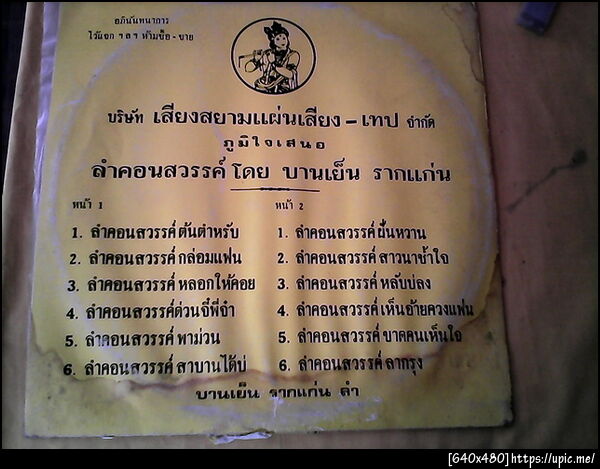 อภินันทนาการ
ไว้แจก ฯลฯ ห้ามซื้อ - ขาย
บริษัท เสียงสยามแผ่นเสียง - เทป จำกัด
ภูมิใจเสนอ
ลำคอนสวรรค์ โดย บานเย็น รากแก่น
หน้า 1
1. ลำคอนสวรรค์ ต้นตำหรับ
2. ลำคอนสวรรค์ กล่อมแฟน
3. ลำคอนสวรรค์ หลอกให้คอย
4. ลำคอนสวรรค์ ด่วนจี๋พี่จ๋า
5. ลำคอนสวรรค์ พาม่วน
6. ลำคอนสวรรค์ สาบานได้บ่
หน้า 2
1. ลำคอนสวรรค์ ฝันหวาน
2. ลำคอนสวรรค์ สาวนาช้ำใจ
3. ลำคอนสวรรค์ หลับบ่ลง
4. ลำคอนสวรรค์ เห็นอ้ายควงแฟน
5. ลำคอนสวรรค์ ขาดคนเห็นใจ
6. ลำคอนสวรรค์ ลากรุง
บานเย็น รากแก่น ลำ
[640x480]https://upic.me/